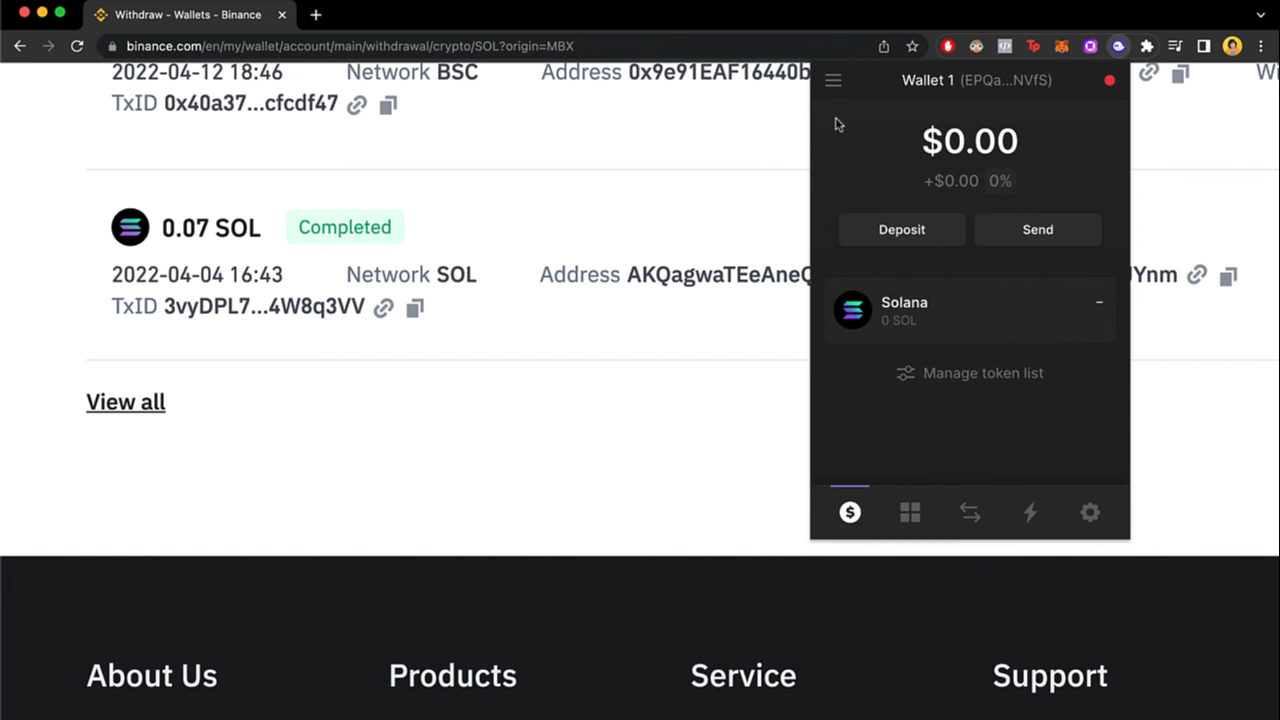 Withdraw - Wallets - Binance
binance.com/en/my/wallet/account/main/withdrawal/crypto/SOL?origin=MBX
2022-04-12 18:46 Network BSC Address 0x9e91EAF16440b
TxID 0x40a37...cfcdf47
0.07 SOL Completed
2022-04-04 16:43 Network SOL Address AKQagwaTEeAneQ JYnm
TxID 3vyDPL7...4W8q3VV
View all
Wallet 1 (EPQa...NVfS)
$0.00
+$0.00 0%
Deposit Send
Solana –
0 SOL
Manage token list
About Us Products Service Support